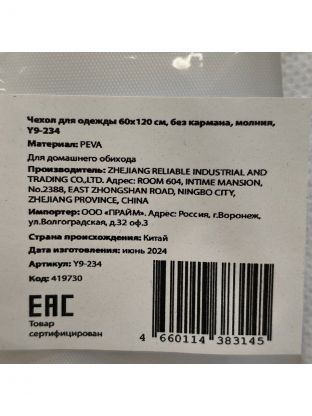 Чехол для одежды 60х120 см, без кармана, молния,
Y9-234
Материал: PEVA
Для домашнего обихода
Производитель: ZHEJIANG RELIABLE INDUSTRIAL AND
TRADING CO.,LTD. Адрес: ROOM 604, INTIME MANSION,
No.2388, EAST ZHONGSHAN ROAD, NINGBO CITY,
ZHEJIANG PROVINCE, CHINA
Импортер: ООО «ПРАЙМ». Адрес: Россия, г.Воронеж,
ул.Волгоградская, д.32 оф.3
Страна происхождения: Китай
Дата изготовления: июнь 2024
Артикул: Y9-234
Код: 419730
EAC
Товар
сертифицирован
4 660114 383145